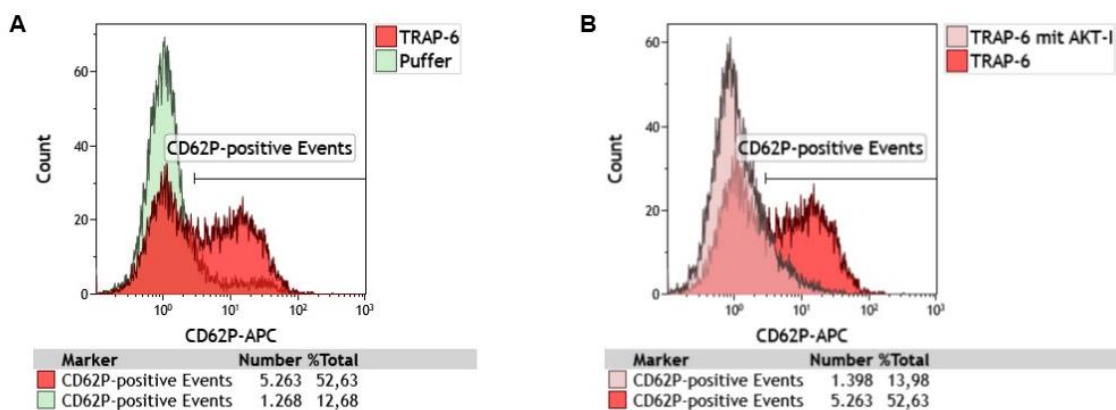 A
TRAP-6
Puffer
60
40
20
0
Count
CD62P-positive Events
10⁰ 10¹ 10² 10³
CD62P-APC
Marker Number %Total
CD62P-positive Events 5.263 52,63
CD62P-positive Events 1.268 12,68
B
TRAP-6 mit AKT-I
TRAP-6
60
40
20
0
Count
CD62P-positive Events
10⁰ 10¹ 10² 10³
CD62P-APC
Marker Number %Total
CD62P-positive Events 1.398 13,98
CD62P-positive Events 5.263 52,63